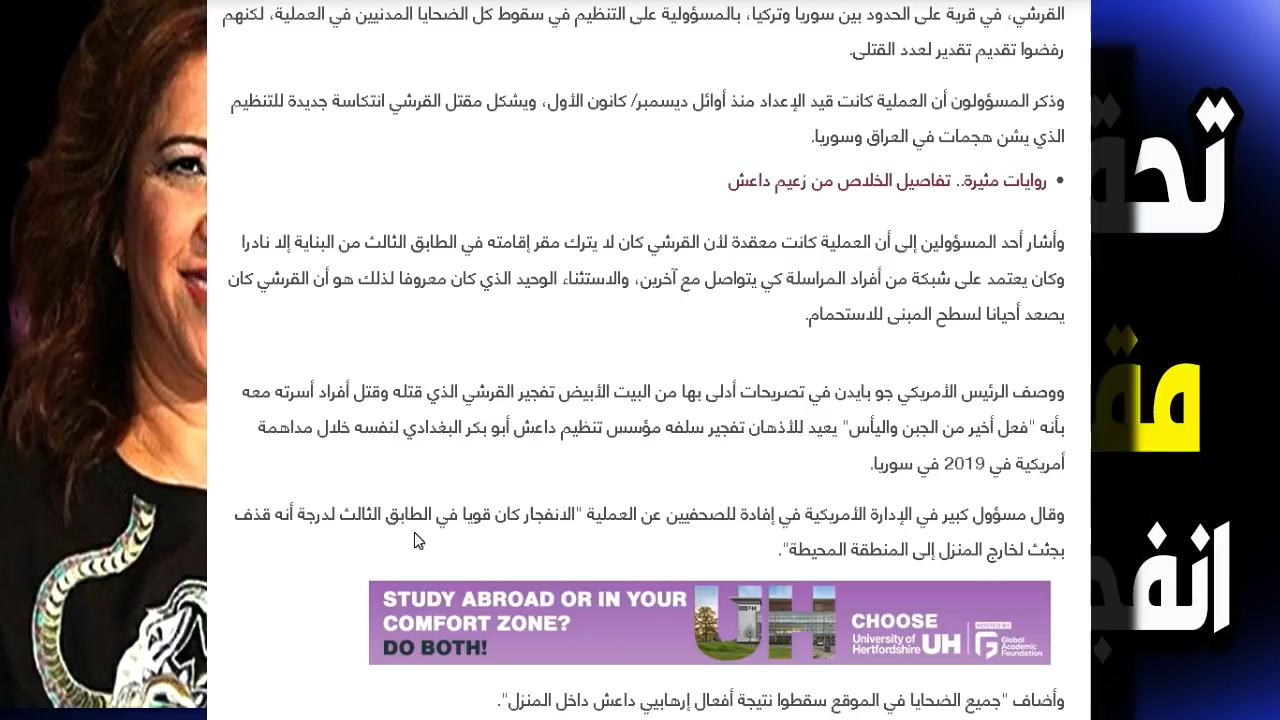 القرشي، في قرية على الحدود بين سوريا وتركيا، بالمسؤولية على التنظيم في سقوط كل الضحايا المدنيين في العملية، لكنهم
رفضوا تقديم تقدير لعدد القتلى.
وذكر المسؤولون أن العملية كانت قيد الإعداد منذ أوائل ديسمبر/ كانون الأول، ويشكل مقتل القرشي انتكاسة جديدة للتنظيم
الذي يشن هجمات في العراق وسوريا.
• روايات مثيرة.. تفاصيل الخلاص من زعيم داعش
وأشار أحد المسؤولين إلى أن العملية كانت معقدة لأن القرشي كان لا يترك مقر إقامته في الطابق الثالث من البناية إلا نادرا
وكان يعتمد على شبكة من أفراد المراسلة كي يتواصل مع آخرين، والاستثناء الوحيد الذي كان معروفا لذلك هو أن القرشي كان
يصعد أحيانا لسطح المبنى للاستحمام.
ووصف الرئيس الأمريكي جو بايدن في تصريحات أدلى بها من البيت الأبيض تفجير القرشي الذي قتله وقتل أفراد أسرته معه
بأنه "فعل أخير من الجبن واليأس" يعيد للأذهان تفجير سلفه مؤسس تنظيم داعش أبو بكر البغدادي لنفسه خلال مداهمة
أمريكية في 2019 في سوريا.
وقال مسؤول كبير في الإدارة الأمريكية في إفادة للصحفيين عن العملية "الانفجار كان قويا في الطابق الثالث لدرجة أنه قذف
بجثث لخارج المنزل إلى المنطقة المحيطة".
STUDY ABROAD OR IN YOUR
COMFORT ZONE?
DO BOTH!
UH
CHOOSE
University of Hertfordshire UH
HOSTED BY
Global Academic Foundation
وأضاف "جميع الضحايا في الموقع سقطوا نتيجة أفعال إرهابيي داعش داخل المنزل".